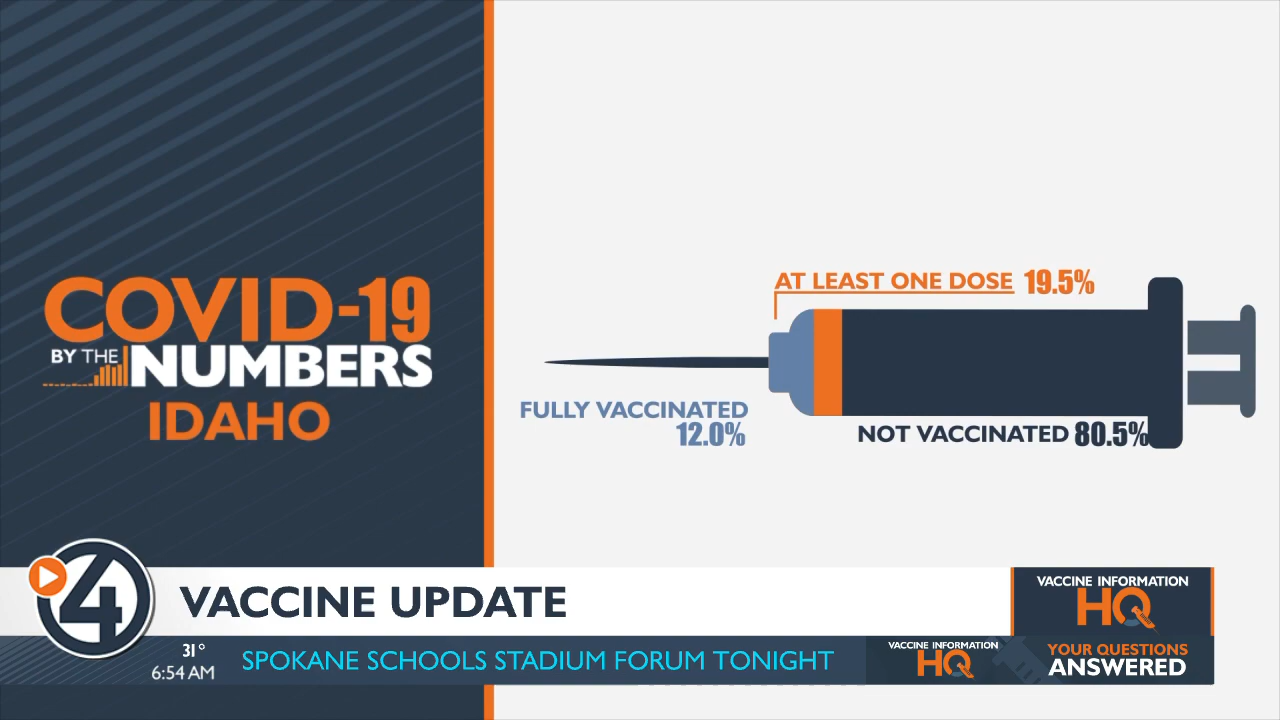 COVID-19
BY THE NUMBERS
IDAHO
AT LEAST ONE DOSE 19.5%
FULLY VACCINATED
12.0%
NOT VACCINATED 80.5%
4
VACCINE UPDATE
VACCINE INFORMATION
HQ
31°
6:54 AM
SPOKANE SCHOOLS STADIUM FORUM TONIGHT
VACCINE INFORMATION
HQ
YOUR QUESTIONS
ANSWERED